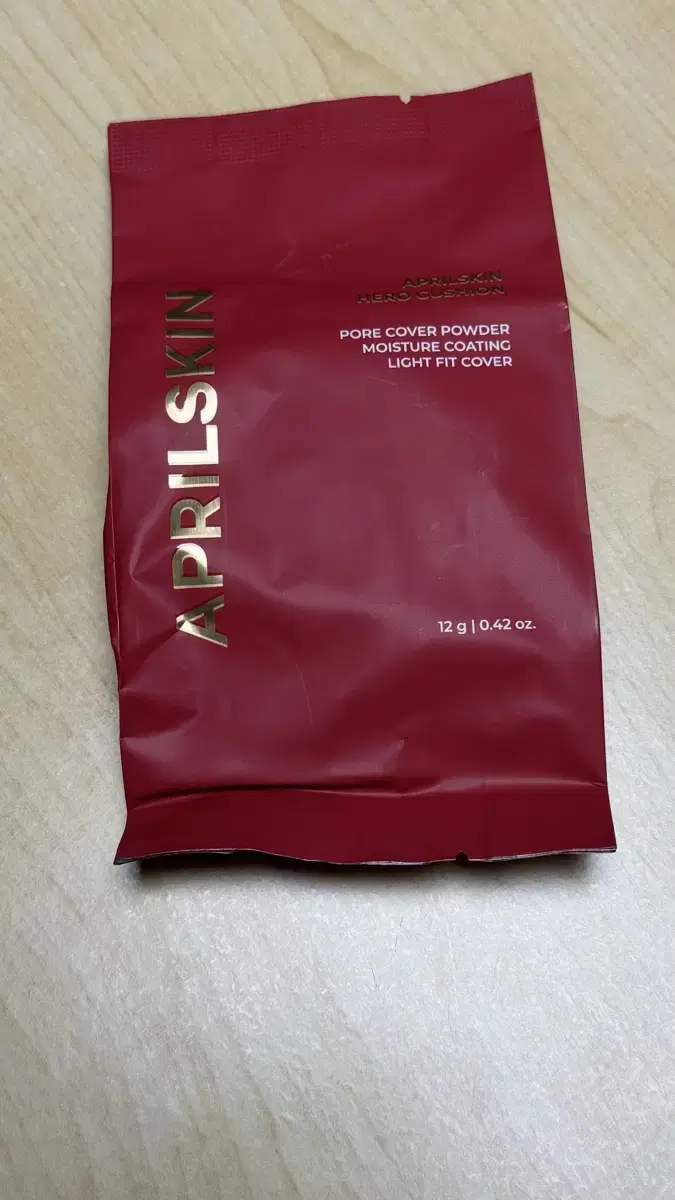 APRILSKIN
APRILSKIN
HERO CUSHION
PORE COVER POWDER
MOISTURE COATING
LIGHT FIT COVER
12 g | 0.42 oz.